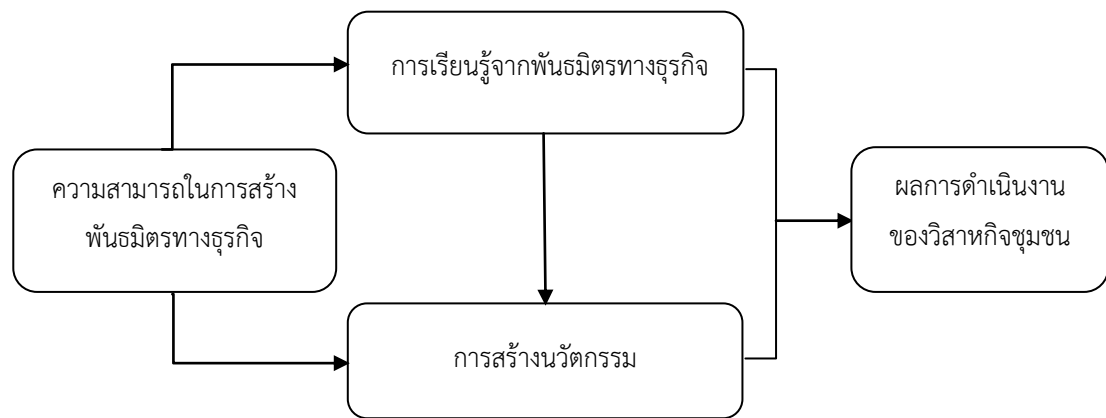 การเรียนรู้จากพันธมิตรทางธุรกิจ
ความสามารถในการสร้าง
พันธมิตรทางธุรกิจ
ผลการดำเนินงาน
ของวิสาหกิจชุมชน
การสร้างนวัตกรรม